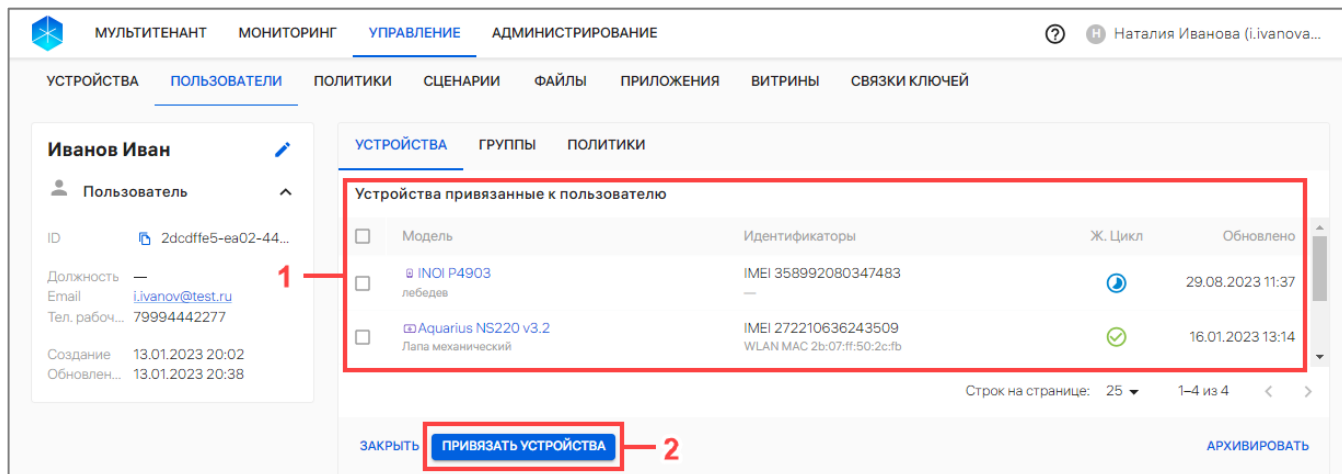 МУЛЬТИТЕНАНТ МОНИТОРИНГ УПРАВЛЕНИЕ АДМИНИСТРИРОВАНИЕ ? Н Наталия Иванова (i.ivanova...
УСТРОЙСТВА ПОЛЬЗОВАТЕЛИ ПОЛИТИКИ СЦЕНАРИИ ФАЙЛЫ ПРИЛОЖЕНИЯ ВИТРИНЫ СВЯЗКИ КЛЮЧЕЙ
Иванов Иван
Пользователь
ID 2dcdffe5-ea02-44...
Должность —
Email i.ivanov@test.ru
Тел. рабоч... 79994442277
Создание 13.01.2023 20:02
Обновлен... 13.01.2023 20:38
УСТРОЙСТВА ГРУППЫ ПОЛИТИКИ
Устройства привязанные к пользователю
Модель Идентификаторы Ж. Цикл Обновлено
1
INOI P4903 IMEI 358992080347483 29.08.2023 11:37
лебедев —
Aquarius NS220 v3.2 IMEI 272210636243509 16.01.2023 13:14
Лапа механический WLAN MAC 2b:07:ff:50:2c:fb
Строк на странице: 25 1–4 из 4
ЗАКРЫТЬ ПРИВЯЗАТЬ УСТРОЙСТВА 2 АРХИВИРОВАТЬ